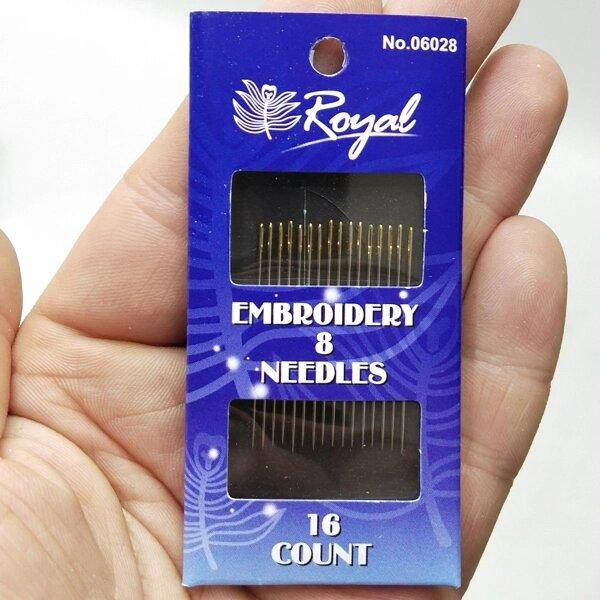 No.06028
Royal
EMBROIDERY
8
NEEDLES
16
COUNT